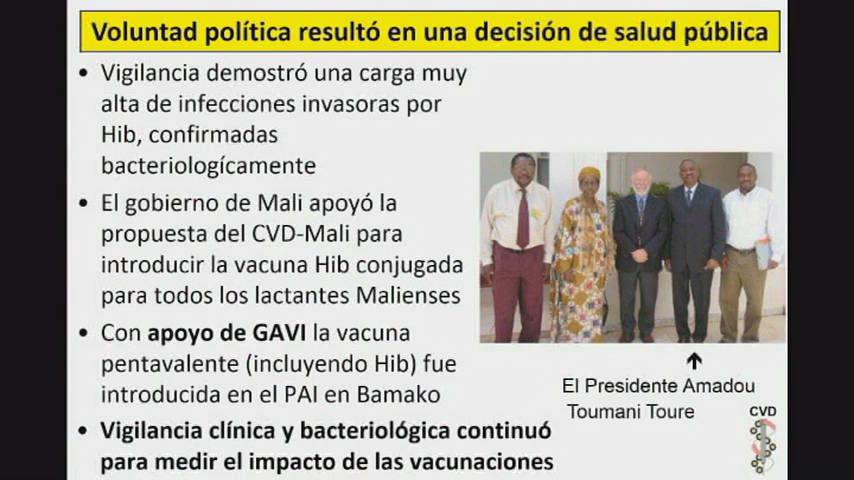 Voluntad política resultó en una decisión de salud pública
• Vigilancia demostró una carga muy
alta de infecciones invasoras por
Hib, confirmadas
bacteriologícamente
• El gobierno de Mali apoyó la
propuesta del CVD-Mali para
introducir la vacuna Hib conjugada
para todos los lactantes Malienses
• Con apoyo de GAVI la vacuna
pentavalente (incluyendo Hib) fue
introducida en el PAI en Bamako
• Vigilancia clínica y bacteriológica continuó
para medir el impacto de las vacunaciones
El Presidente Amadou
Toumani Toure
CVD